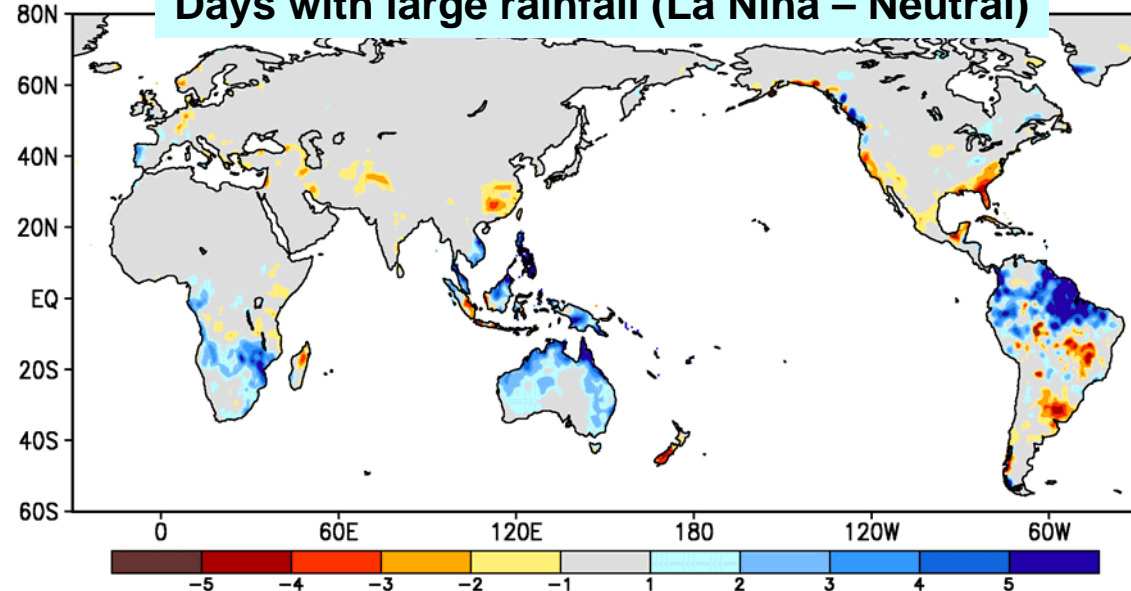 Days with large rainfall (La Nina – Neutral)
80N
60N
40N
20N
EQ
20S
40S
60S
0 60E 120E 180 120W 60W
−5 −4 −3 −2 −1 1 2 3 4 5